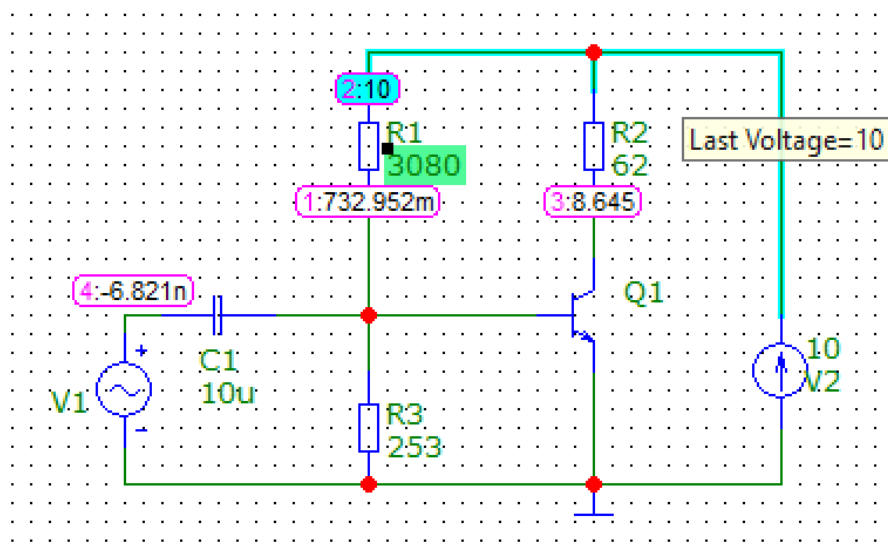 2:10
R1
3080
R2
62
Last Voltage=10
1:732.952m
3:8.645
4:-6.821n
Q1
C1
10u
V1
+
-
10
V2
R3
253